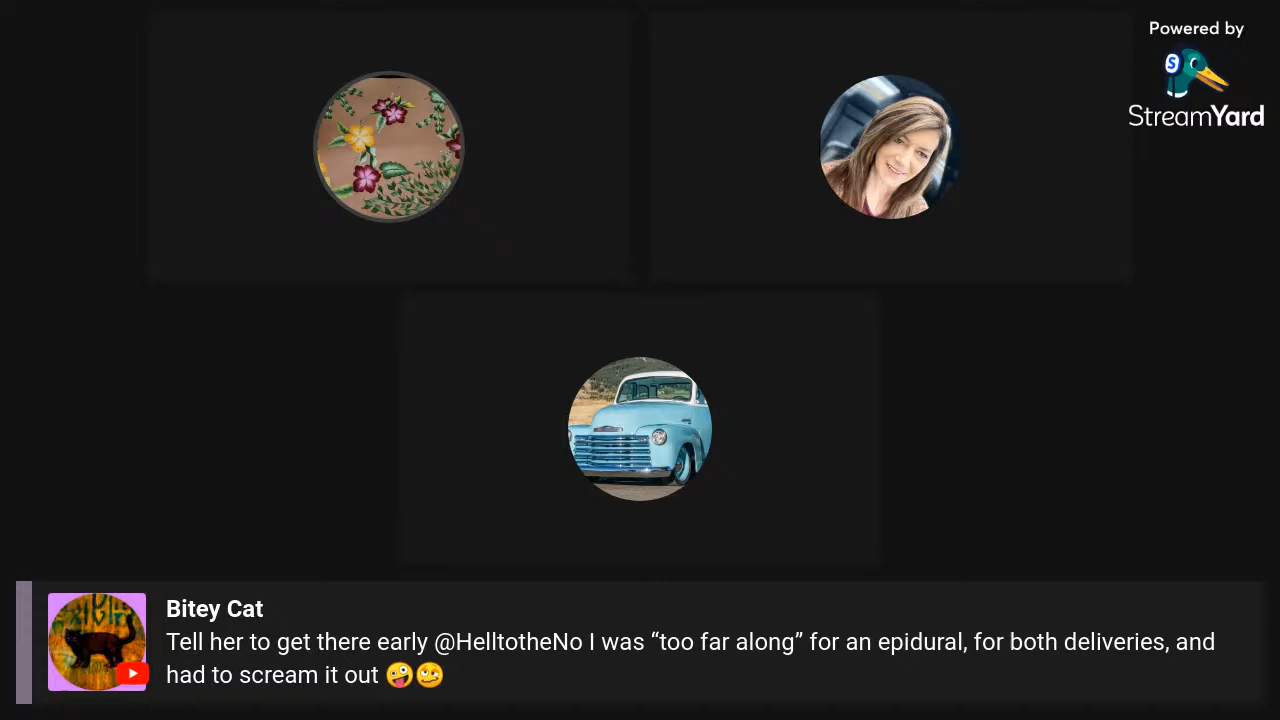 Powered by
StreamYard
Bitey Cat
Tell her to get there early @HelltotheNo I was “too far along” for an epidural, for both deliveries, and
had to scream it out 🤪🥴